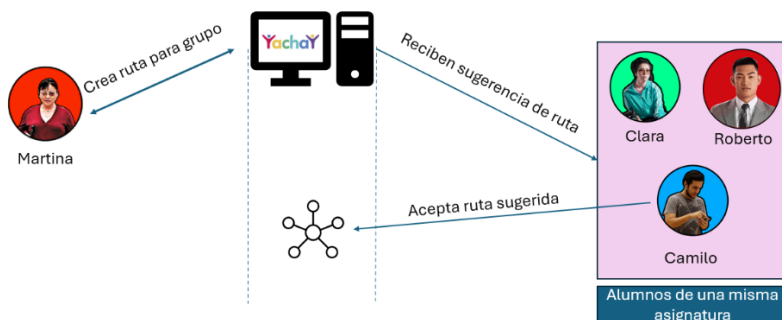 YachaY
Crea ruta para grupo
Martina
Reciben sugerencia de ruta
Clara
Roberto
Acepta ruta sugerida
Camilo
Alumnos de una misma
asignatura